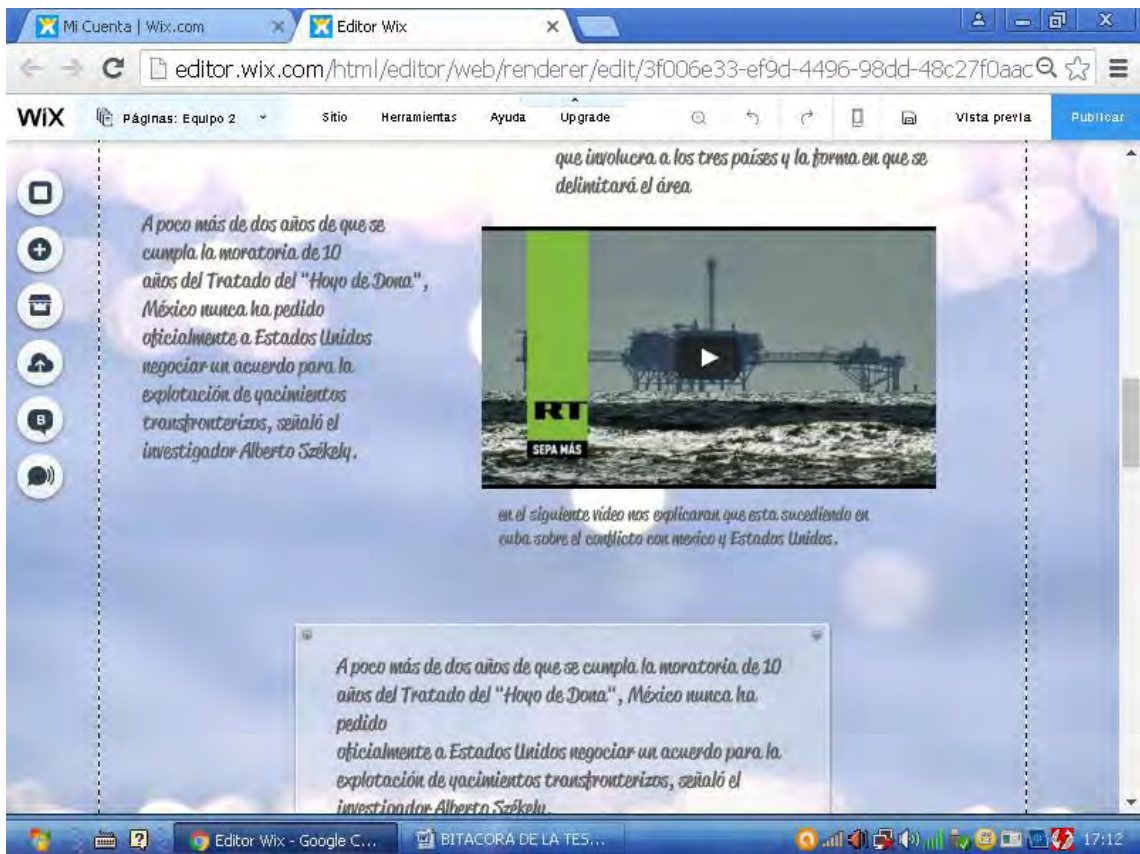 Mi Cuenta | Wix.com
Editor Wix
editor.wix.com/html/editor/web/renderer/edit/3f006e33-ef9d-4496-98dd-48c27f0aac
WiX
Páginas: Equipo 2
Sitio
Herramientas
Ayuda
Upgrade
Vista previa
Publicar
que involucra a los tres países y la forma en que se
delimitará el área
A poco más de dos años de que se
cumpla la moratoria de 10
años del Tratado del "Hoyo de Dona",
México nunca ha pedido
oficialmente a Estados Unidos
negociar un acuerdo para la
explotación de yacimientos
transfronterizos, señaló el
investigador Alberto Székely.
RT
SEPA MÁS
en el siguiente vídeo nos explicaran que esta sucediendo en
cuba sobre el conflicto con mexico y Estados Unidos.
A poco más de dos años de que se cumpla la moratoria de 10
años del Tratado del "Hoyo de Dona", México nunca ha
pedido
oficialmente a Estados Unidos negociar un acuerdo para la
explotación de yacimientos transfronterizos, señaló el
investigador Alberto Székely.
Editor Wix - Google C...
BITACORA DE LA TES...
17:12